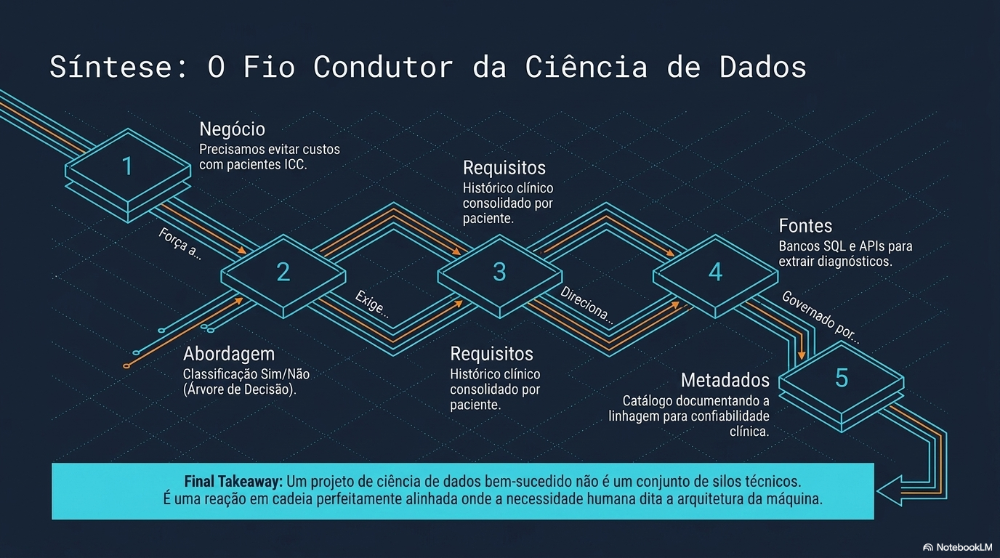 Síntese: O Fio Condutor da Ciência de Dados
1
Negócio
Precisamos evitar custos
com pacientes ICC.
Força a...
2
Abordagem
Classificação Sim/Não
(Árvore de Decisão).
Exige...
Requisitos
Histórico clínico
consolidado por
paciente.
3
Requisitos
Histórico clínico
consolidado por
paciente.
Direciona...
4
Fontes
Bancos SQL e APIs para
extrair diagnósticos.
Governado por...
5
Metadados
Catálogo documentando a
linhagem para confiabilidade
clínica.
Final Takeaway: Um projeto de ciência de dados bem-sucedido não é um conjunto de silos técnicos.
É uma reação em cadeia perfeitamente alinhada onde a necessidade humana dita a arquitetura da máquina.
NotebookLM